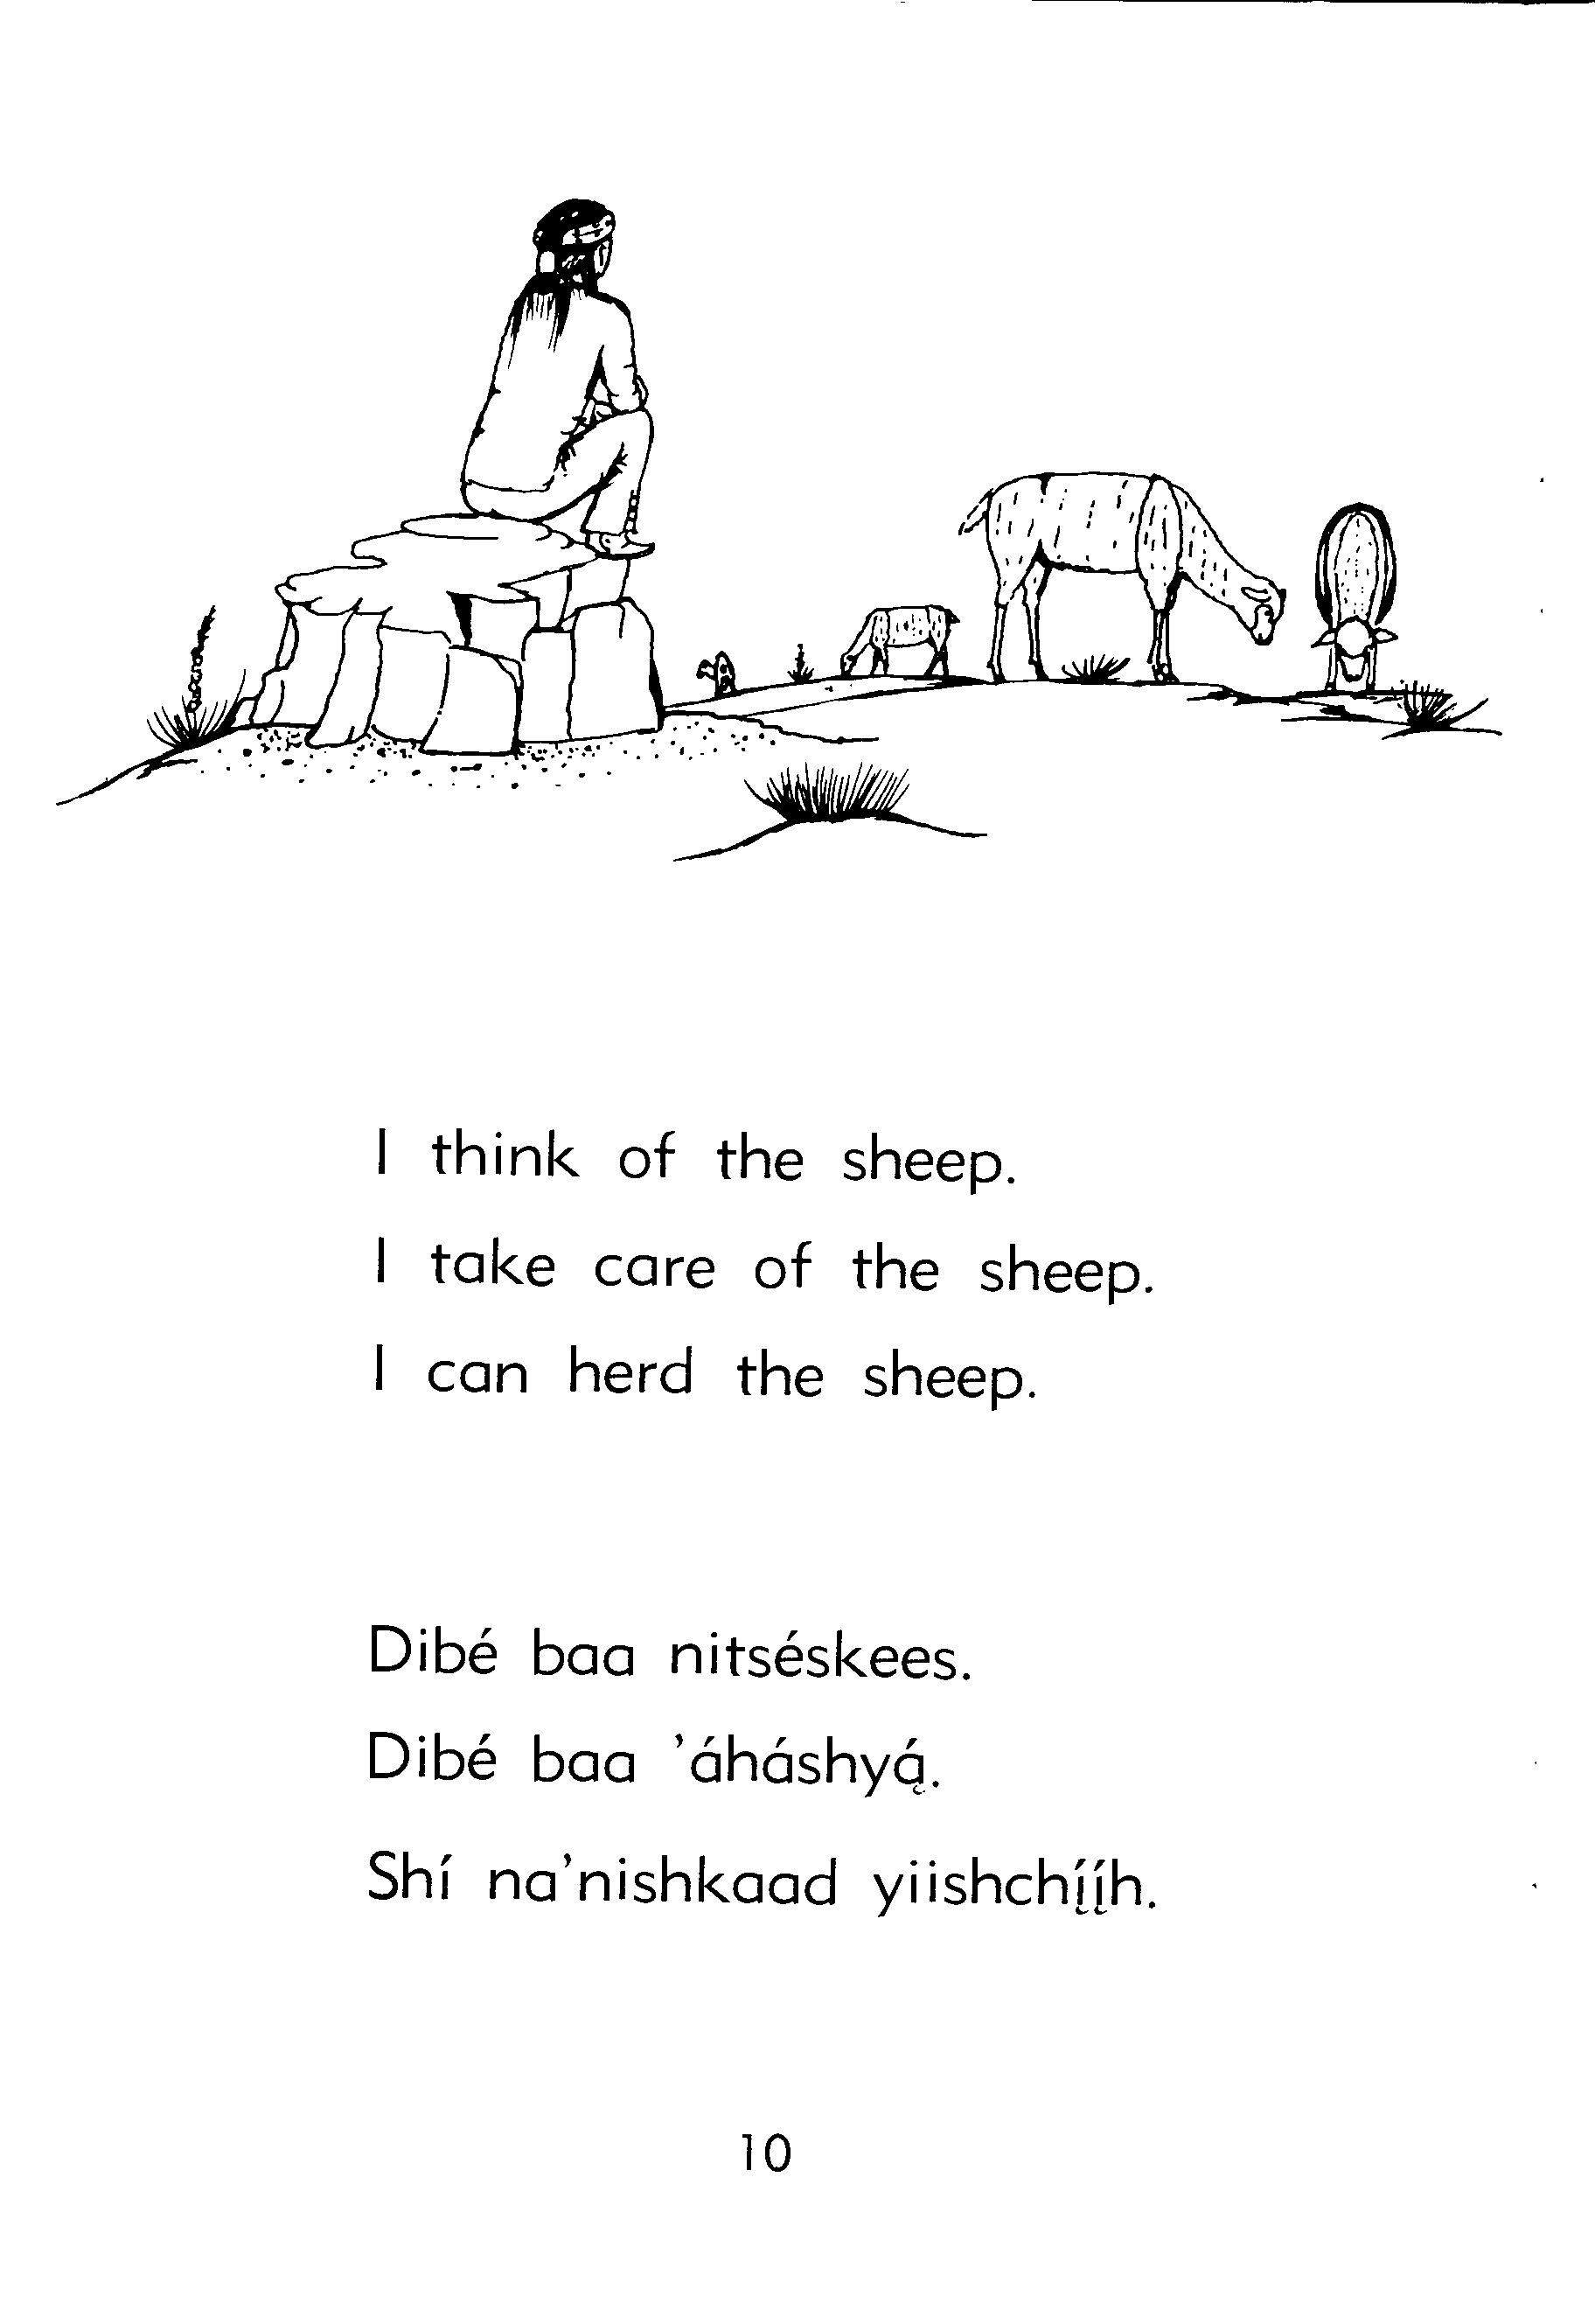 I think of the sheep.
I take care of the sheep.
I can herd the sheep.
Dibé baa nitséskees.
Dibé baa ’áháshyą́.
Shí na’nishkaad yiishchį́į́h.
10